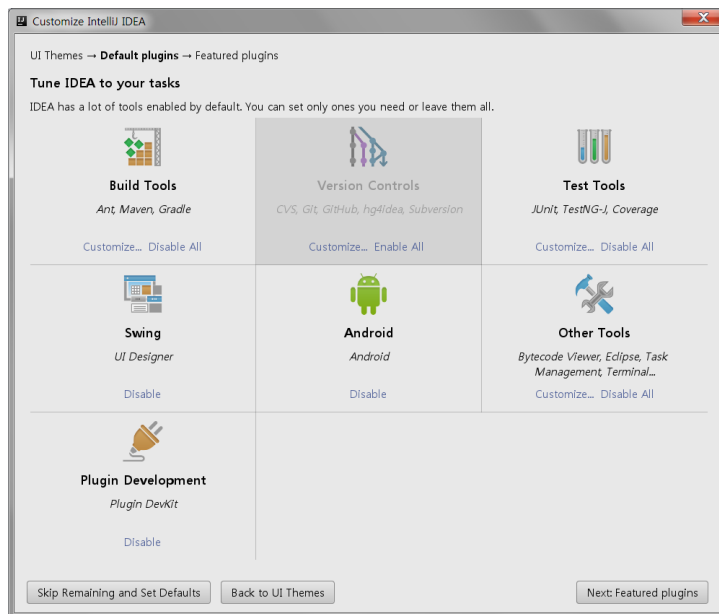 Customize IntelliJ IDEA
UI Themes → Default plugins → Featured plugins
Tune IDEA to your tasks
IDEA has a lot of tools enabled by default. You can set only ones you need or leave them all.
Build Tools
Ant, Maven, Gradle
Customize... Disable All
Version Controls
CVS, Git, GitHub, hg4idea, Subversion
Customize... Enable All
Test Tools
JUnit, TestNG-J, Coverage
Customize... Disable All
Swing
UI Designer
Disable
Android
Android
Disable
Other Tools
Bytecode Viewer, Eclipse, Task
Management, Terminal...
Customize... Disable All
Plugin Development
Plugin DevKit
Disable
Skip Remaining and Set Defaults
Back to UI Themes
Next: Featured plugins